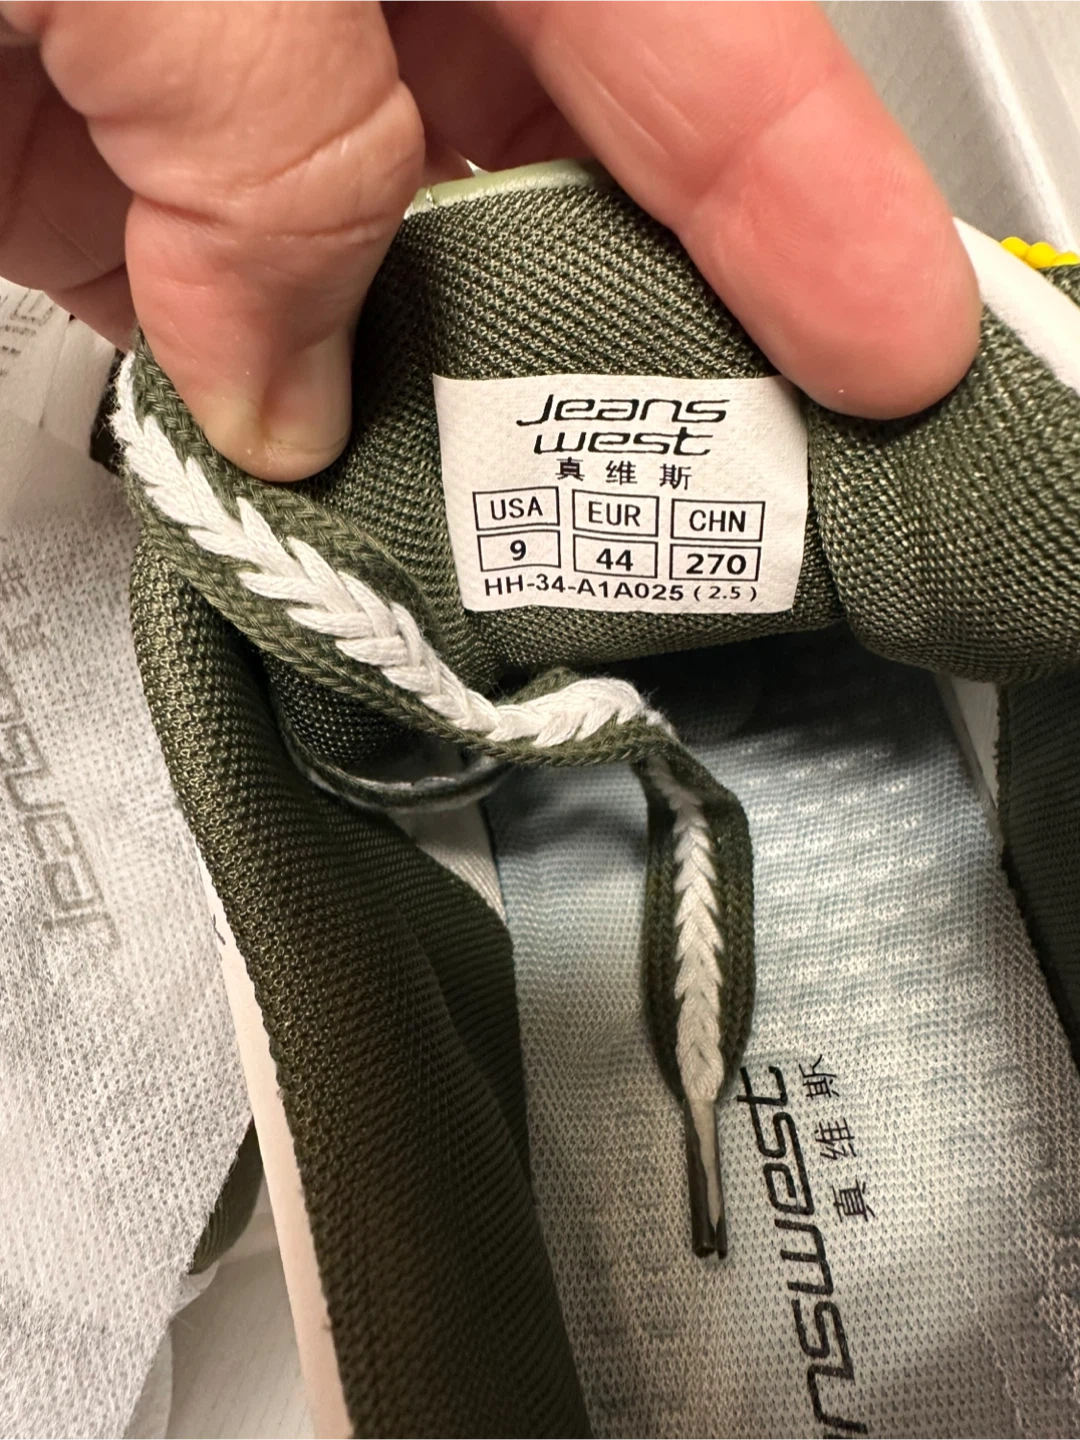 Jeans
west
真维斯
USA EUR CHN
9 44 270
HH-34-A1A025(2.5)
nswest
真维斯